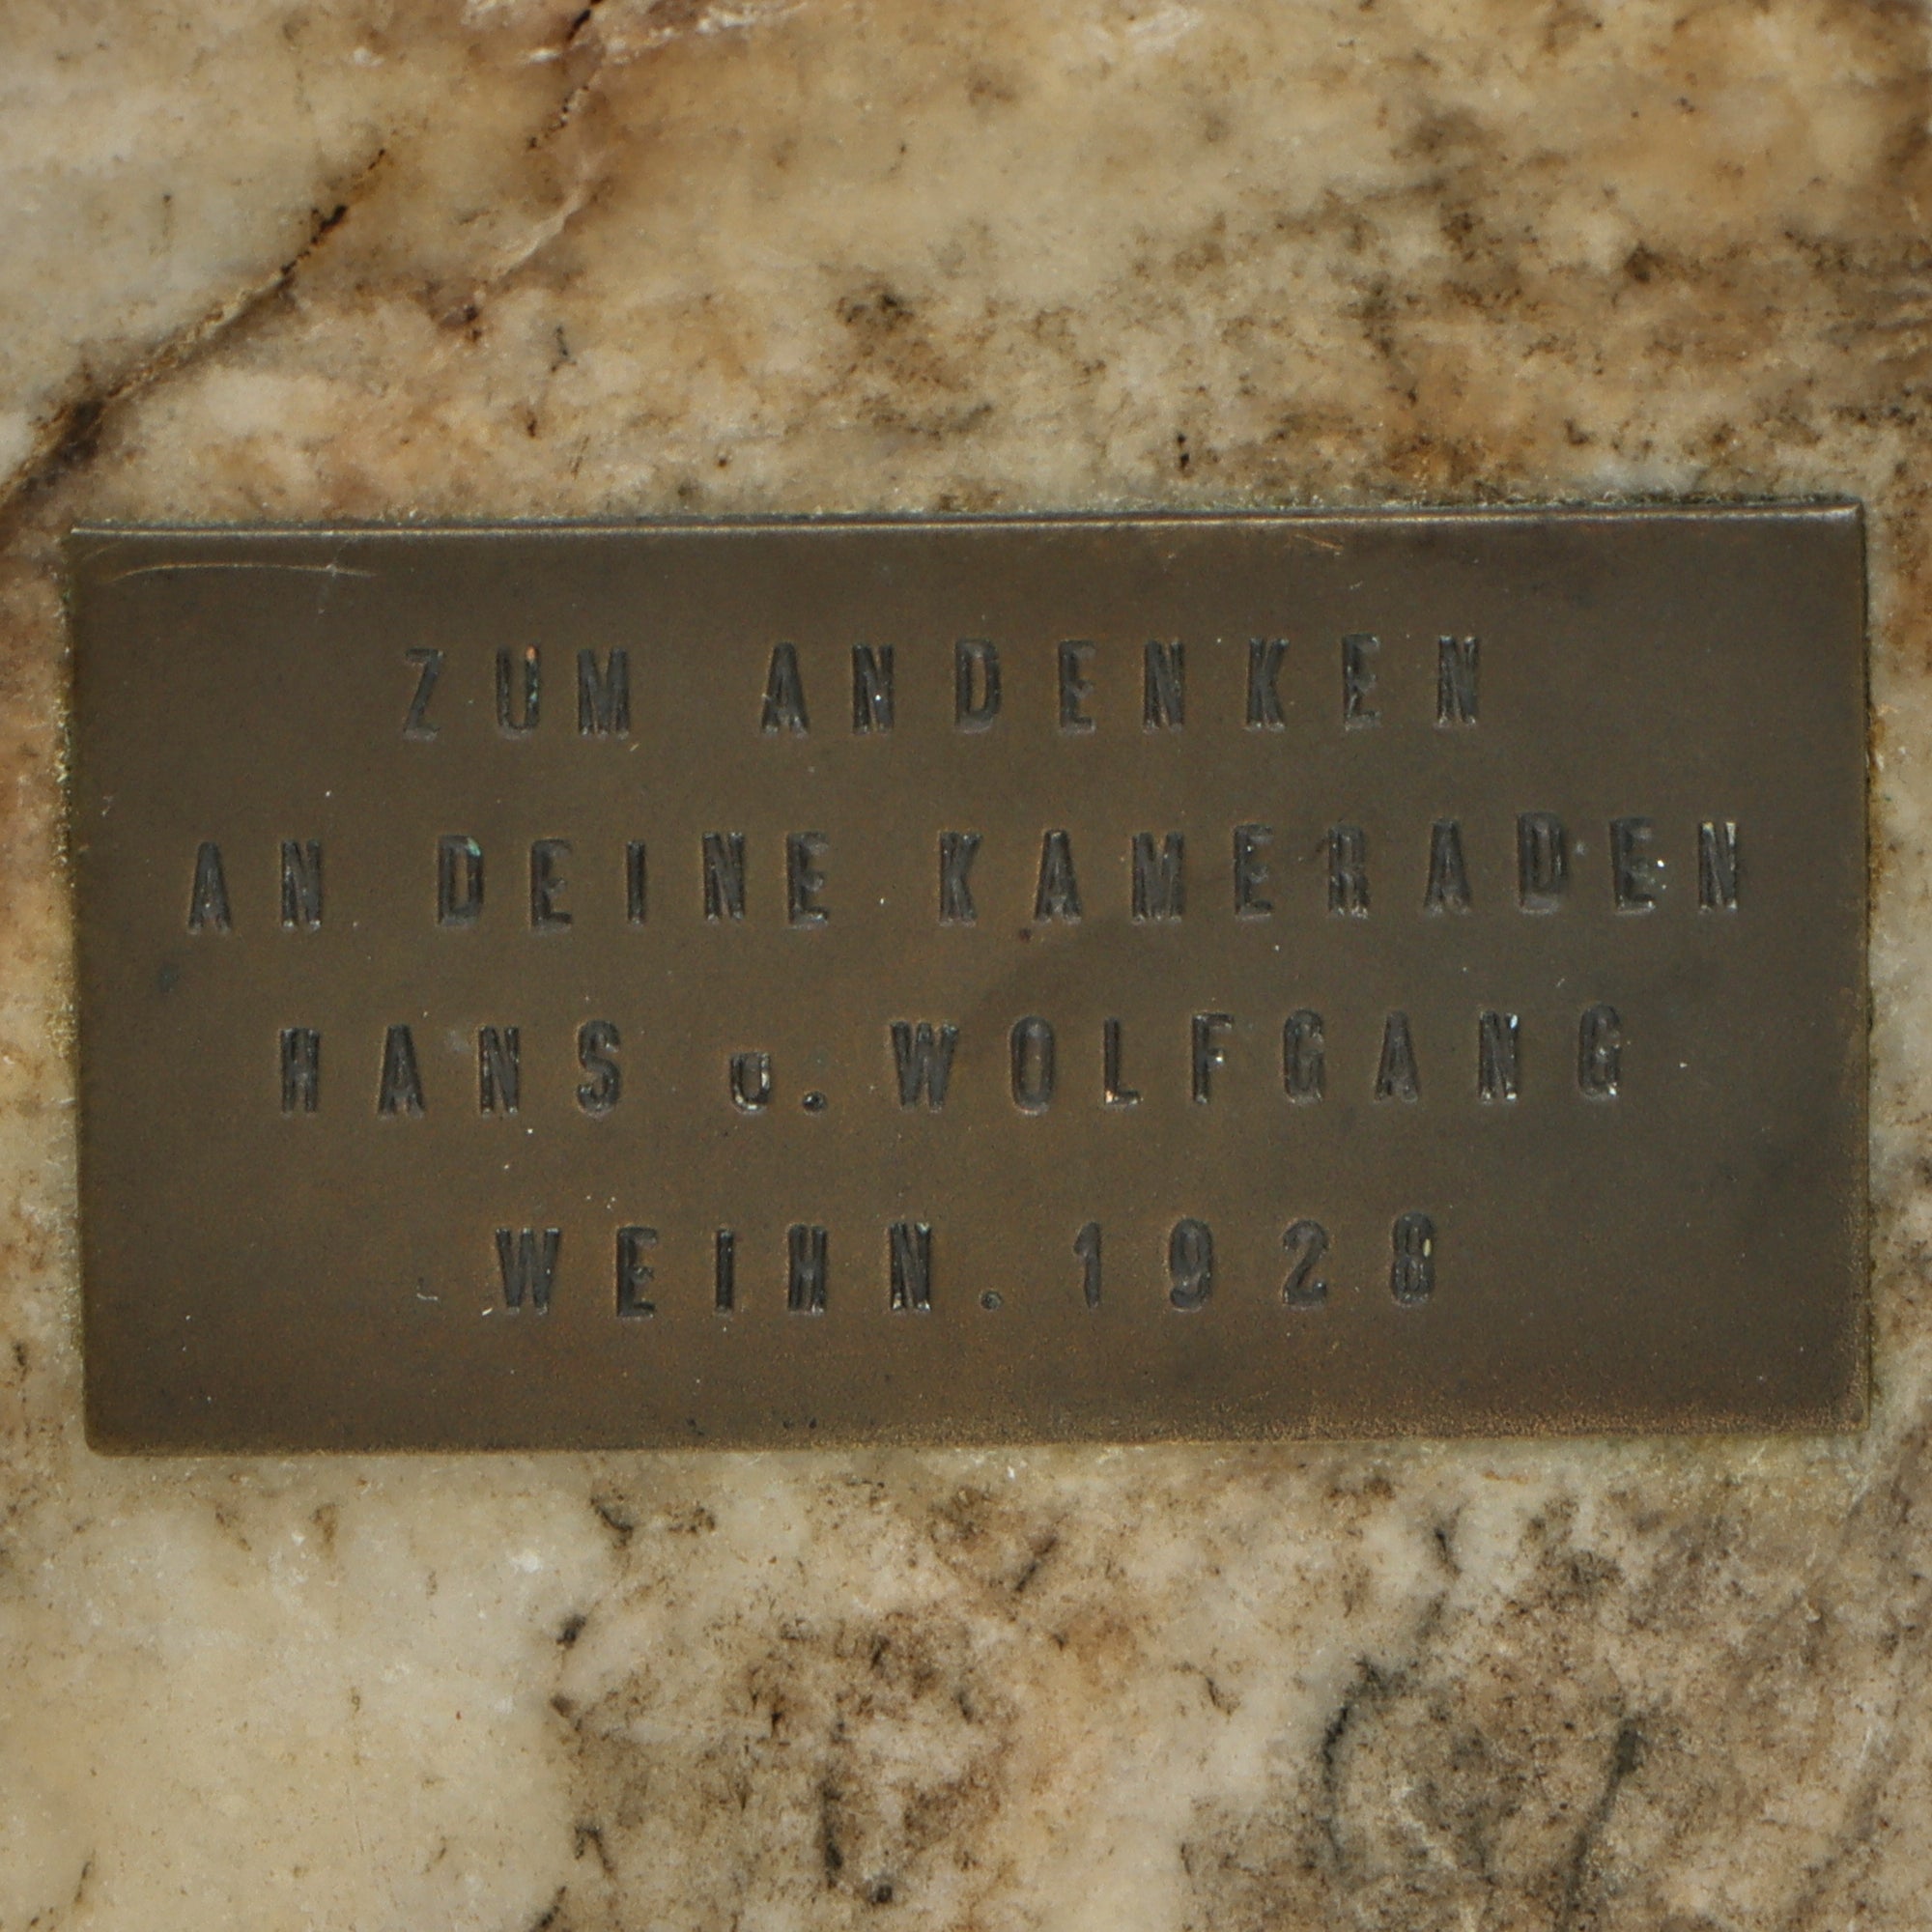 ZUM ANDENKEN
AN DEINE KAMERADEN
HANS u. WOLFGANG
WEIHN. 1928